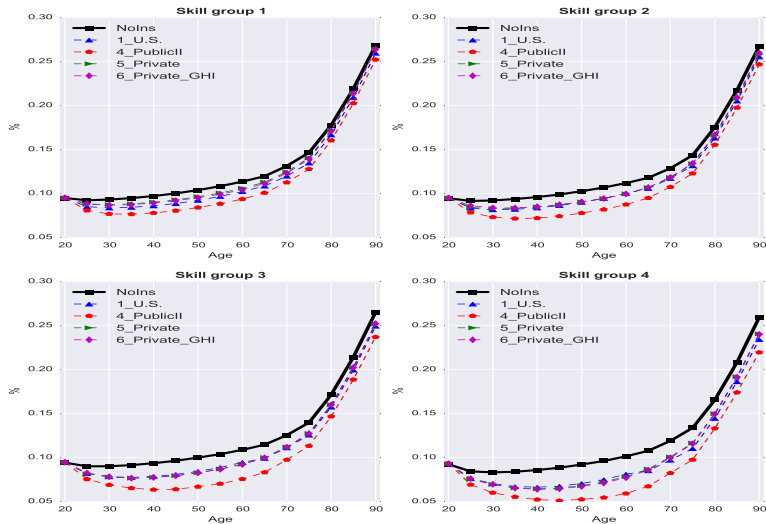 Skill group 1
0.30
0.25
0.20
0.15
0.10
0.05
%
NoIns
1_U.S.
4_PublicII
5_Private
6_Private_GHI
20 30 40 50 60 70 80 90
Age
Skill group 2
0.30
0.25
0.20
0.15
0.10
0.05
%
NoIns
1_U.S.
4_PublicII
5_Private
6_Private_GHI
20 30 40 50 60 70 80 90
Age
Skill group 3
0.30
0.25
0.20
0.15
0.10
0.05
%
NoIns
1_U.S.
4_PublicII
5_Private
6_Private_GHI
20 30 40 50 60 70 80 90
Age
Skill group 4
0.30
0.25
0.20
0.15
0.10
0.05
%
NoIns
1_U.S.
4_PublicII
5_Private
6_Private_GHI
20 30 40 50 60 70 80 90
Age